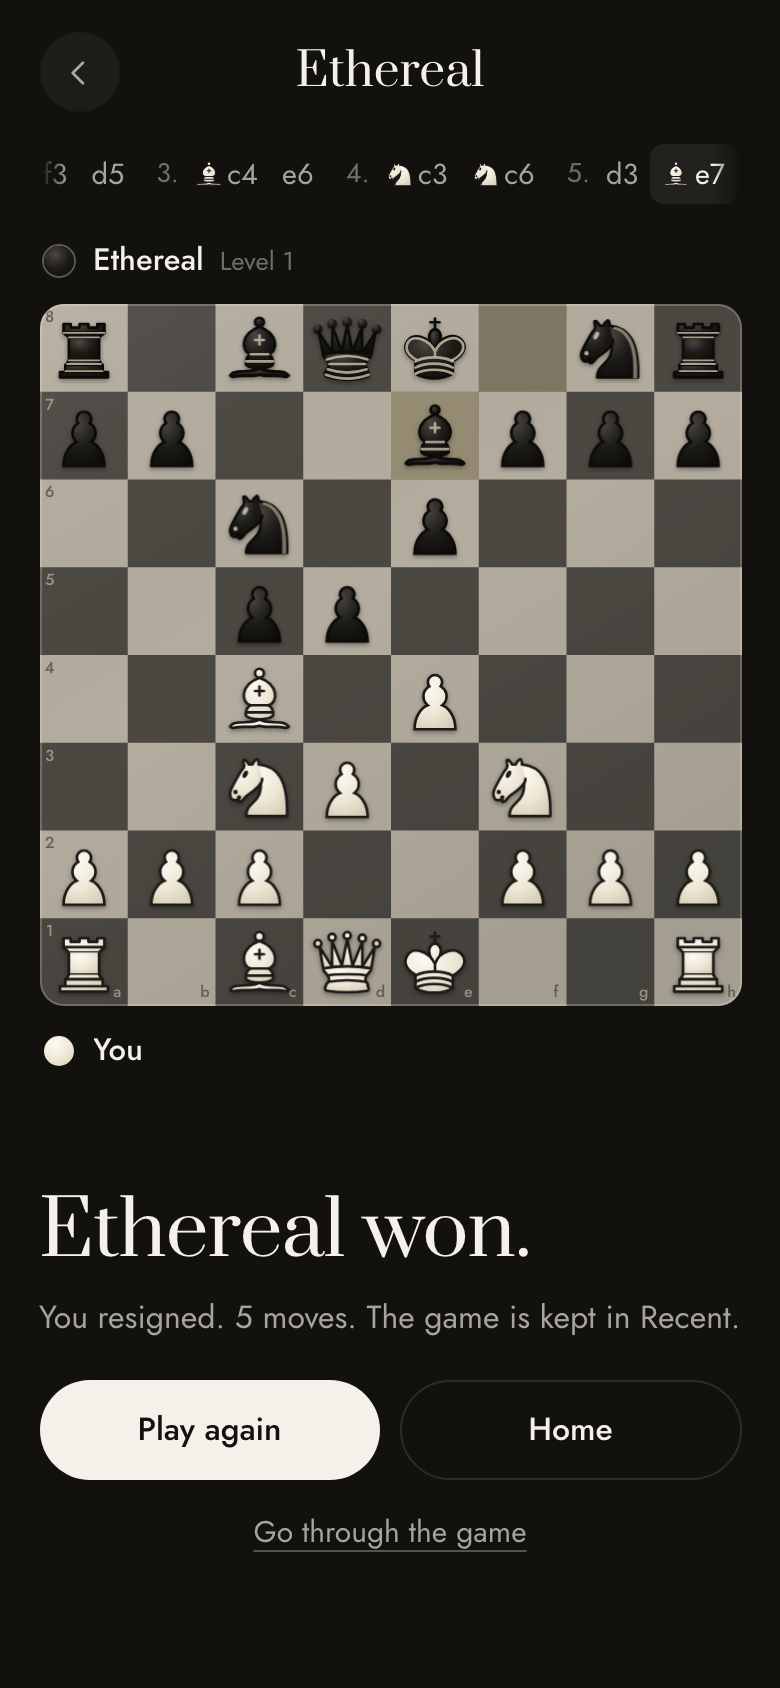 Ethereal
f3 d5 3. c4 e6 4. c3 c6 5. d3 e7
Ethereal Level 1
8
7
6
5
4
3
2
1
a b c d e f g h
You
Ethereal won.
You resigned. 5 moves. The game is kept in Recent.
Play again Home
Go through the game